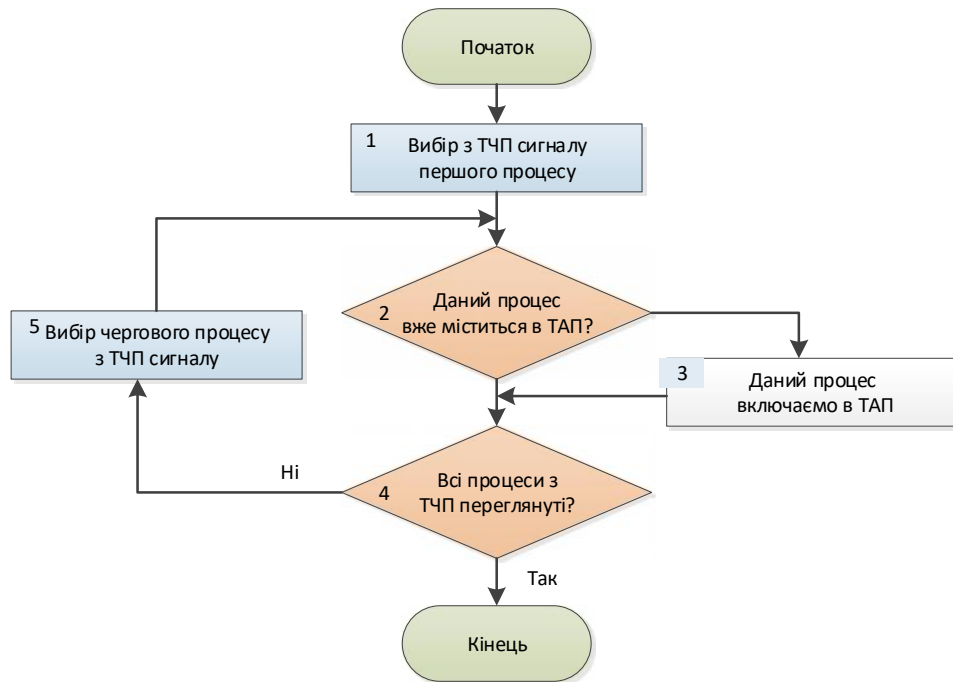 Початок
1
Вибір з ТЧП сигналу
першого процесу
2
Даний процес
вже міститься в ТАП?
5 Вибір чергового процесу
з ТЧП сигналу
3
Даний процес
включаємо в ТАП
Ні
4
Всі процеси з
ТЧП переглянуті?
Так
Кінець